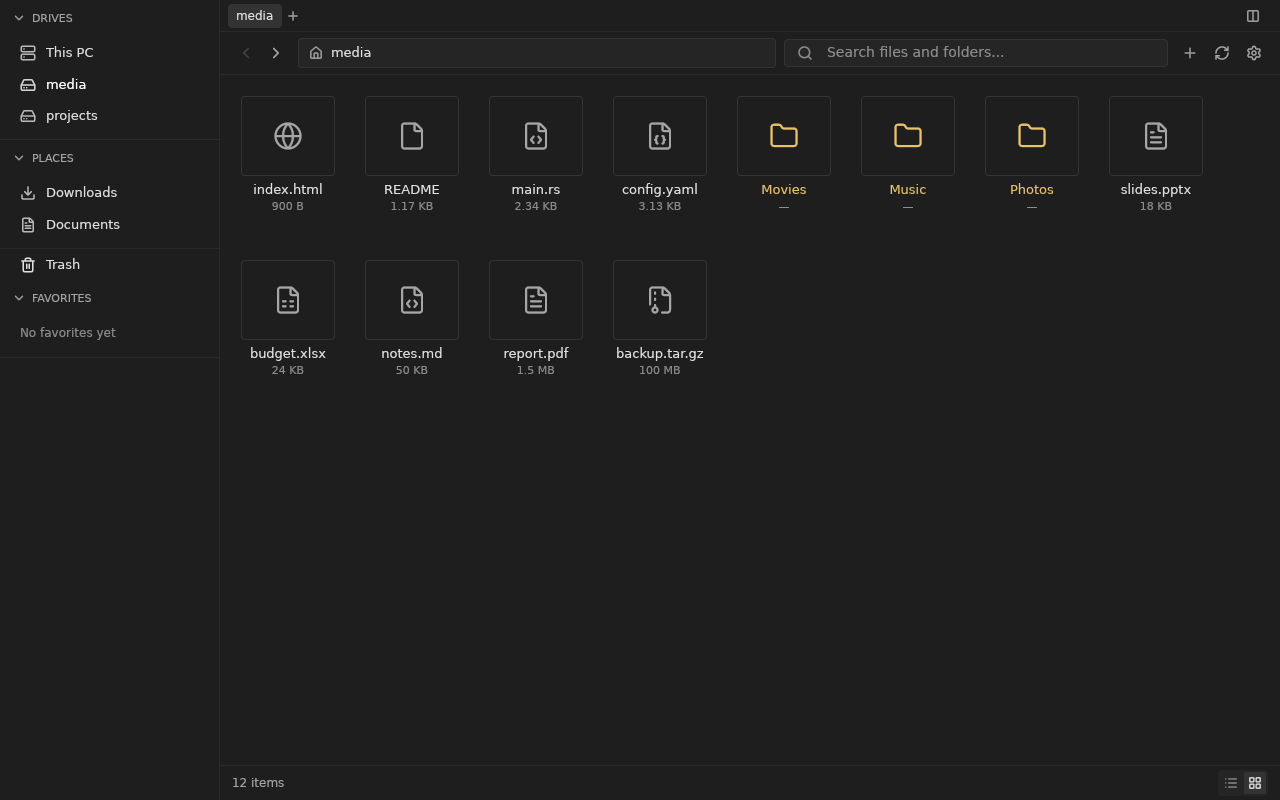 DRIVES
This PC
media
projects
PLACES
Downloads
Documents
Trash
FAVORITES
No favorites yet
media
media
Search files and folders...
index.html
900 B
README
1.17 KB
main.rs
2.34 KB
config.yaml
3.13 KB
Movies
—
Music
—
Photos
—
slides.pptx
18 KB
budget.xlsx
24 KB
notes.md
50 KB
report.pdf
1.5 MB
backup.tar.gz
100 MB
12 items